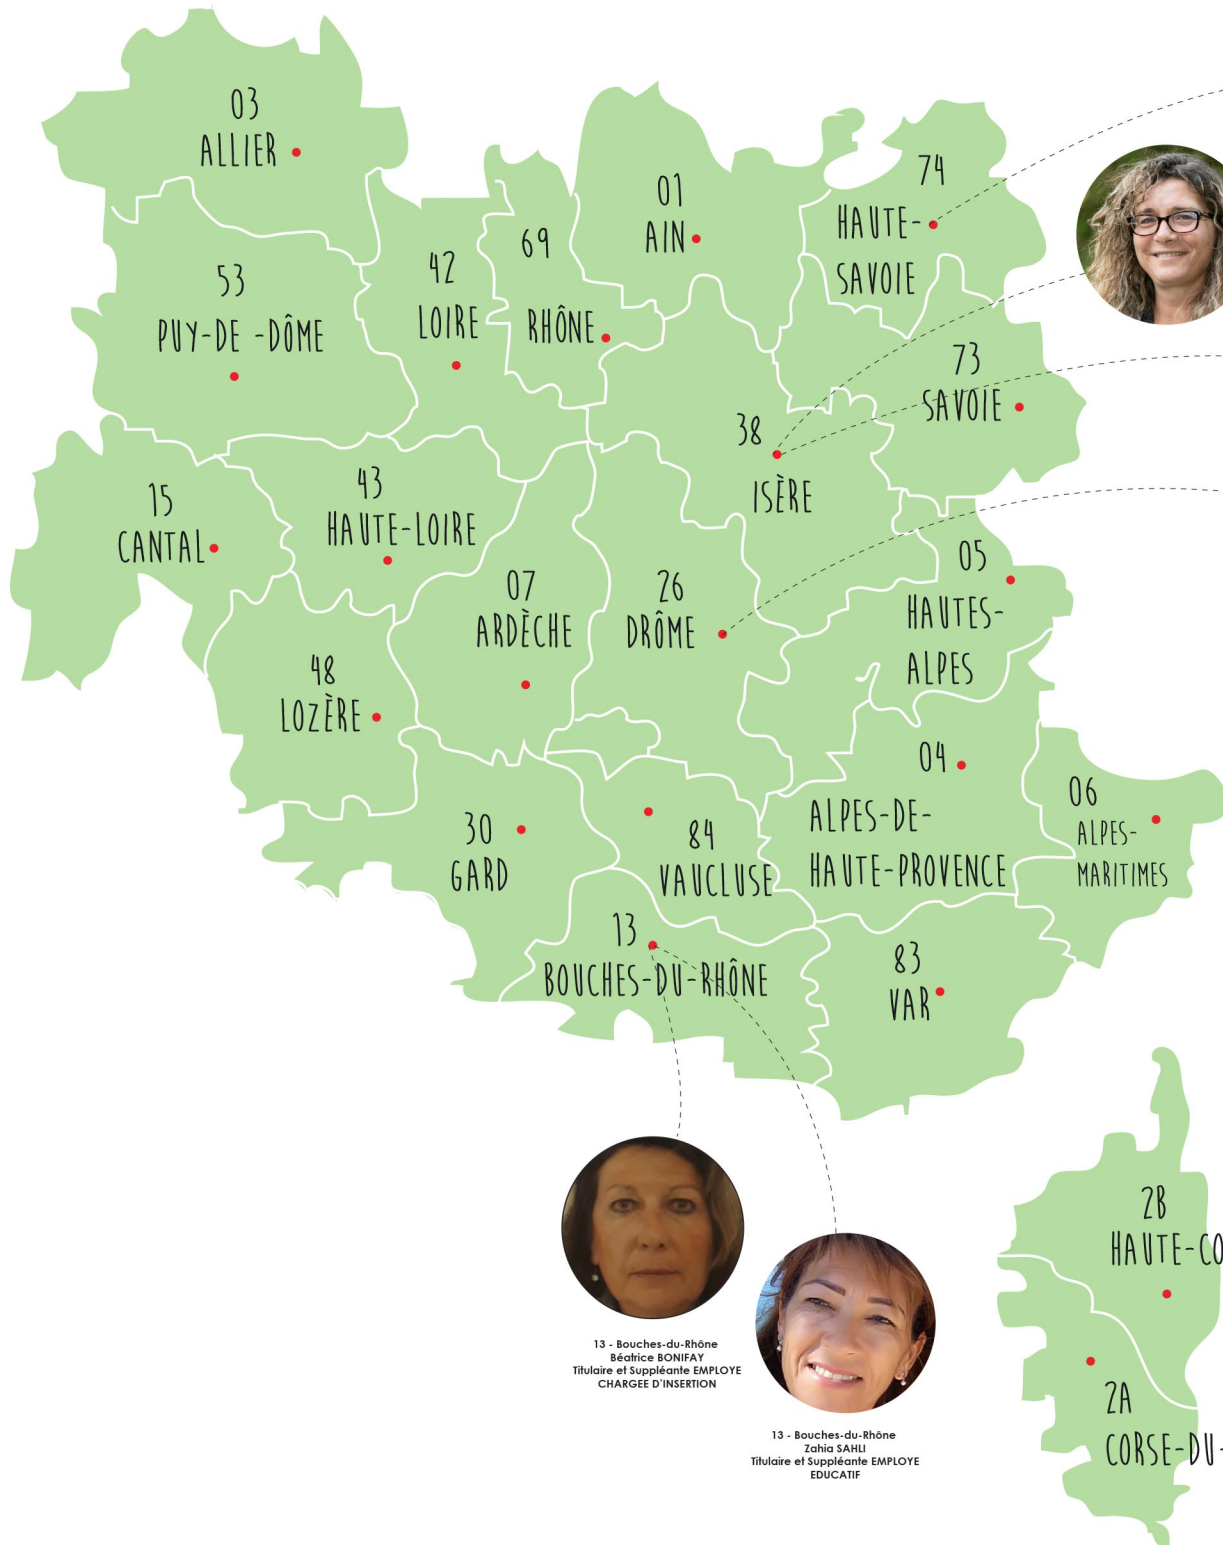 03
ALLIER
01
AIN
74
HAUTE-
SAVOIE
69
RHÔNE
42
LOIRE
53
PUY-DE -DÔME
73
SAVOIE
38
ISÈRE
15
CANTAL
43
HAUTE-LOIRE
05
HAUTES-
ALPES
07
ARDÈCHE
26
DRÔME
48
LOZÈRE
04
ALPES-DE-
HAUTE-PROVENCE
06
ALPES-
MARITIMES
30
GARD
84
VAUCLUSE
13
BOUCHES-DU-RHÔNE
83
VAR
2B
HAUTE-CO
2A
CORSE-DU-
13 - Bouches-du-Rhône
Béatrice BONIFAY
Titulaire et Suppléante EMPLOYE
CHARGEE D'INSERTION
13 - Bouches-du-Rhône
Zahia SAHLI
Titulaire et Suppléante EMPLOYE
EDUCATIF